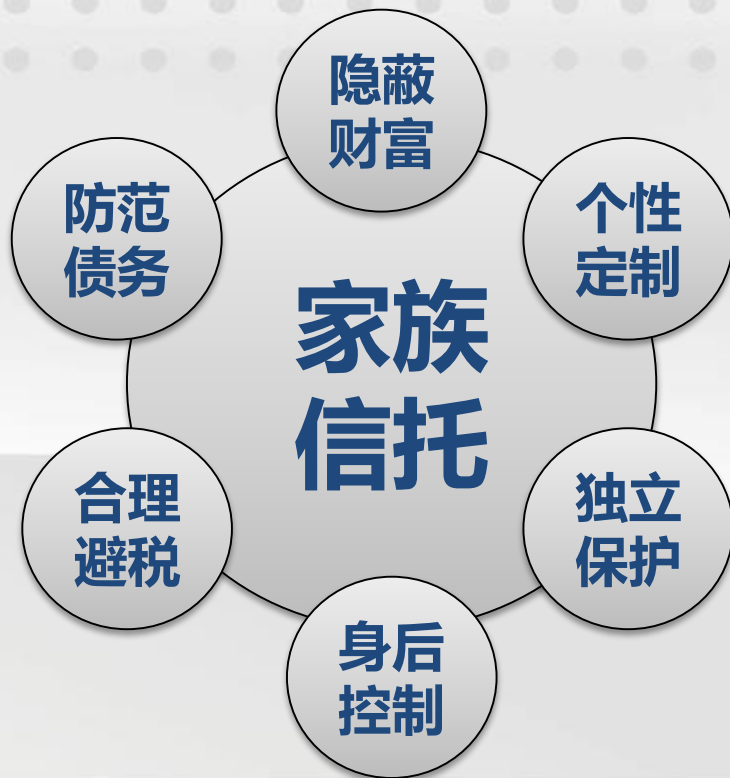 隐蔽
财富
防范
债务
个性
定制
家族
信托
合理
避税
独立
保护
身后
控制